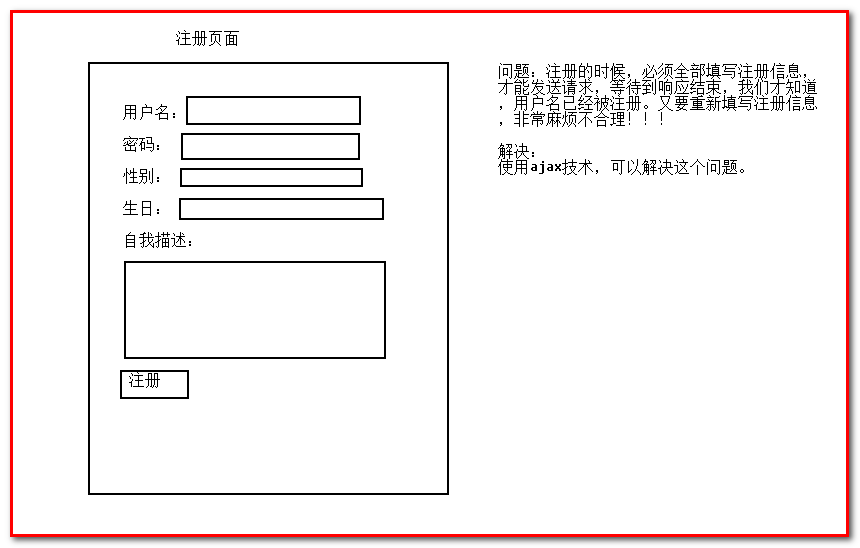 注册页面
用户名：
密码：
性别：
生日：
自我描述：
注册
问题：注册的时候，必须全部填写注册信息，
才能发送请求，等待到响应结束，我们才知道
，用户名已经被注册。又要重新填写注册信息
，非常麻烦不合理！！！
解决：
使用ajax技术，可以解决这个问题。